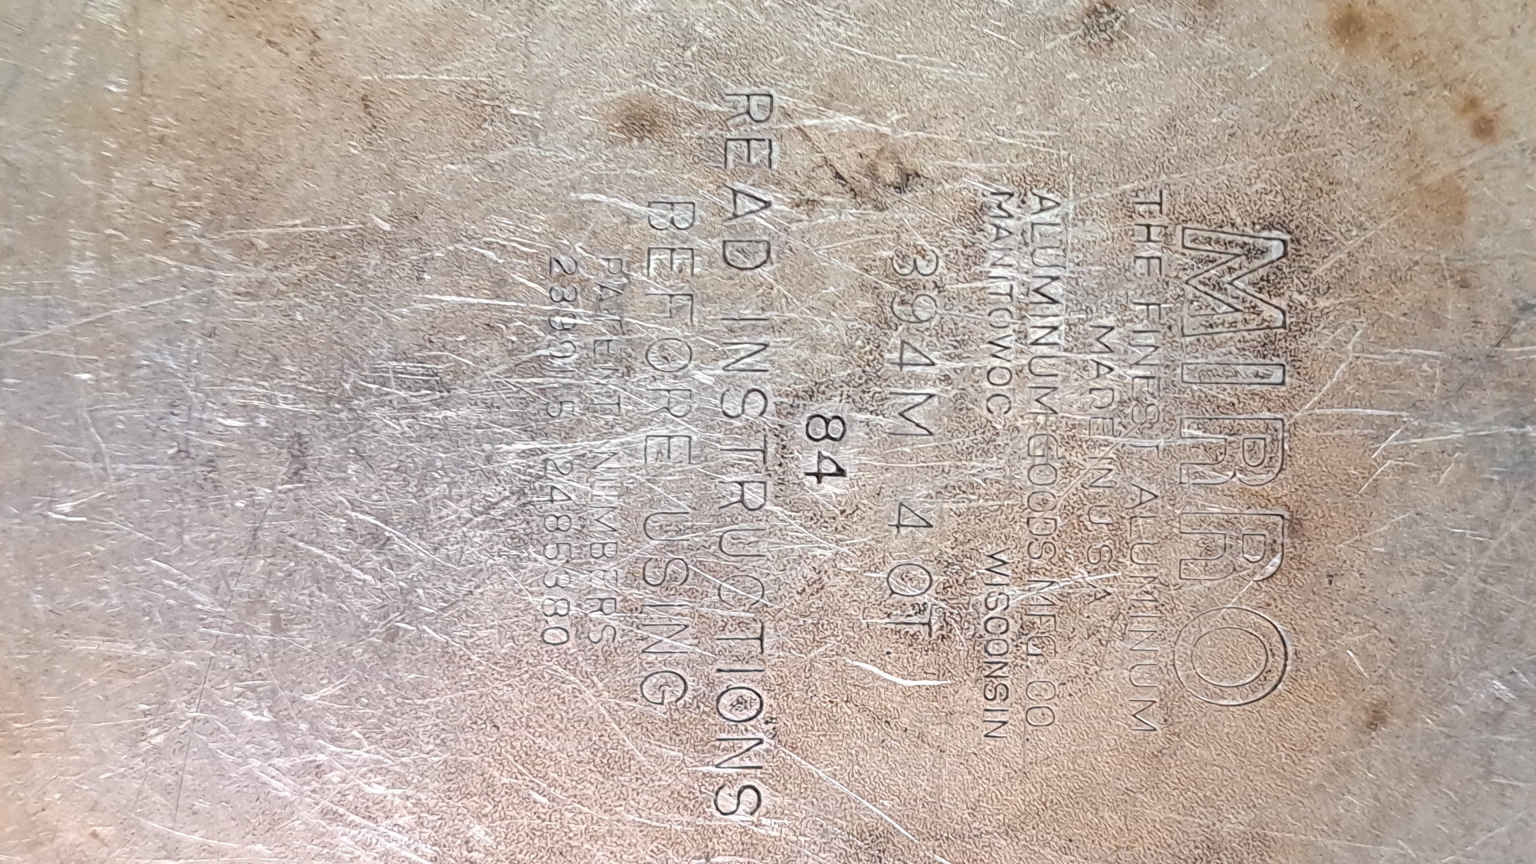 MIRRO
THE FINEST ALUMINUM
MADE IN U.S.A.
ALUMINUM GOODS MFG. CO.
MANITOWOC WISCONSIN
394M 4 QT
84
READ INSTRUCTIONS
BEFORE USING
PATENT NUMBERS
2399115 2485380